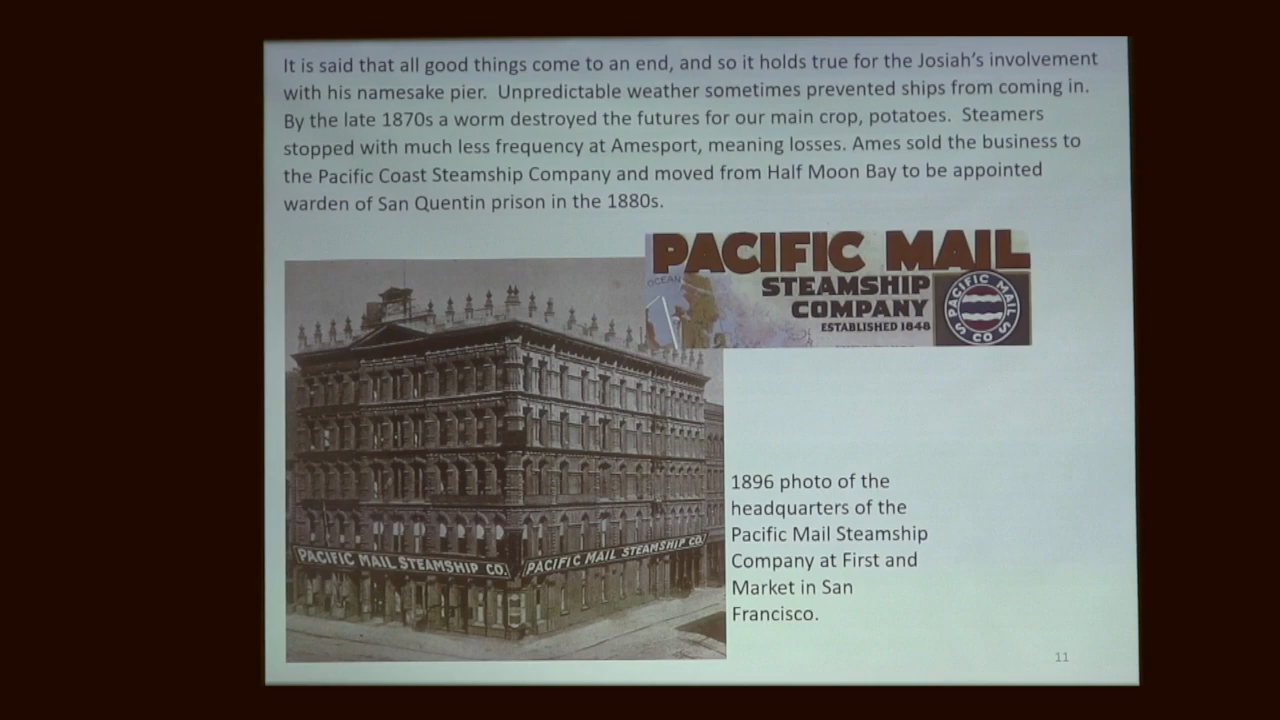 It is said that all good things come to an end, and so it holds true for the Josiah's involvement
with his namesake pier.  Unpredictable weather sometimes prevented ships from coming in.
By the late 1870s a worm destroyed the futures for our main crop, potatoes.  Steamers
stopped with much less frequency at Amesport, meaning losses. Ames sold the business to
the Pacific Coast Steamship Company and moved from Half Moon Bay to be appointed
warden of San Quentin prison in the 1880s.
PACIFIC MAIL
OCEAN
STEAMSHIP
COMPANY
ESTABLISHED 1848
PACIFIC MAIL S S CO
PACIFIC MAIL STEAMSHIP CO.
PACIFIC MAIL STEAMSHIP CO.
1896 photo of the
headquarters of the
Pacific Mail Steamship
Company at First and
Market in San
Francisco.
11